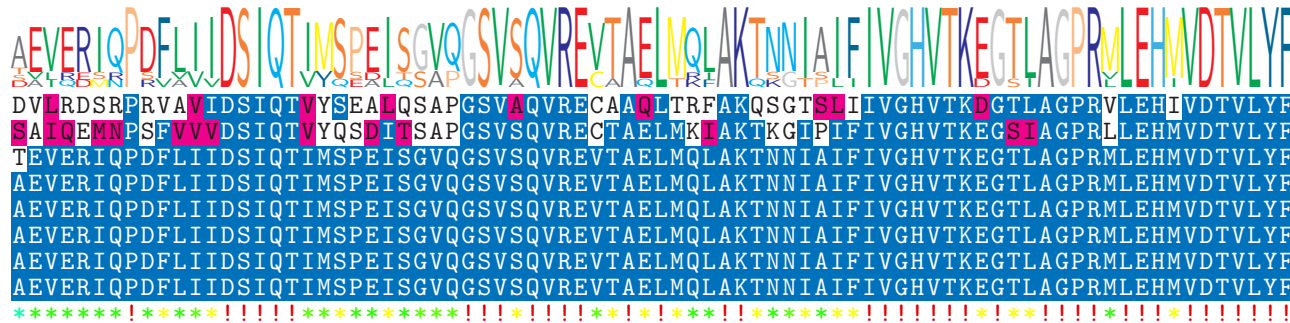 AEVERIQPDFLIIDSIQTIMSPEISGVQGSVSQVREVTAELMQLAKTNNIAIFIVGHVTKEGTLAGPRMLEHMVDTVLYF
DVLRDSRPRVAVIDSIQTVYSEALQSAPGSVAQVRECAAQLTRFAKQSGTSLIIVGHVTKDGTLAGPRVLEHIVDTVLYF
SAIQEMNPSFVVVDSIQTVYQSDITSAPGSVSQVRECTAELMKIAKTKGIPIFIVGHVTKEGSIAGPRLLEHMVDTVLYF
TEVERIQPDFLIIDSIQTIMSPEISGVQGSVSQVREVTAELMQLAKTNNIAIFIVGHVTKEGTLAGPRMLEHMVDTVLYF
AEVERIQPDFLIIDSIQTIMSPEISGVQGSVSQVREVTAELMQLAKTNNIAIFIVGHVTKEGTLAGPRMLEHMVDTVLYF
AEVERIQPDFLIIDSIQTIMSPEISGVQGSVSQVREVTAELMQLAKTNNIAIFIVGHVTKEGTLAGPRMLEHMVDTVLYF
AEVERIQPDFLIIDSIQTIMSPEISGVQGSVSQVREVTAELMQLAKTNNIAIFIVGHVTKEGTLAGPRMLEHMVDTVLYF
AEVERIQPDFLIIDSIQTIMSPEISGVQGSVSQVREVTAELMQLAKTNNIAIFIVGHVTKEGTLAGPRMLEHMVDTVLYF
AEVERIQPDFLIIDSIQTIMSPEISGVQGSVSQVREVTAELMQLAKTNNIAIFIVGHVTKEGTLAGPRMLEHMVDTVLYF
*******!*****!!!!!**********!!!*!!!!**!*!***!!*******!!!!!!!*!**!!!!!*!!!*!!!!!!!